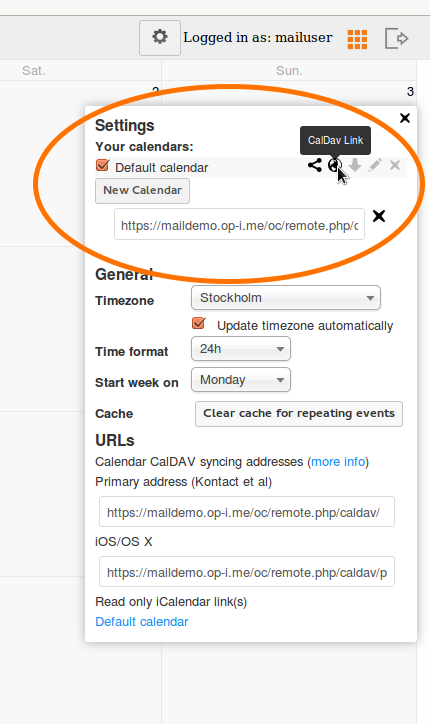 Logged in as: mailuser
Sat. Sun.
2 3
Settings
Your calendars:
CalDav Link
Default calendar
New Calendar
https://maildemo.op-i.me/oc/remote.php/c
General
Timezone Stockholm
Update timezone automatically
Time format 24h
Start week on Monday
Cache Clear cache for repeating events
URLs
Calendar CalDAV syncing addresses (more info)
Primary address (Kontact et al)
https://maildemo.op-i.me/oc/remote.php/caldav/
iOS/OS X
https://maildemo.op-i.me/oc/remote.php/caldav/p
Read only iCalendar link(s)
Default calendar